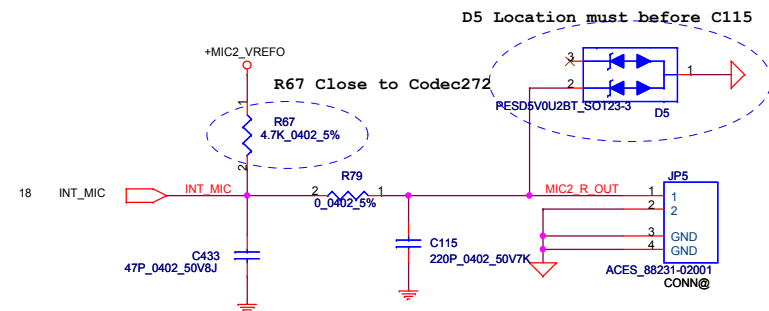 D5 Location must before C115
+MIC2_VREFO
3
R67 Close to Codec272
1
2
1
R67
4.7K_0402_5%
PESD5V0U2BT_SOT23-3
D5
2
R79
JP5
18
INT_MIC
INT_MIC
2
1
MIC2_R_OUT
1
1
0_0402_5%
2
2
3
GND
C433
C115
4
GND
47P_0402_50V8J
220P_0402_50V7K
ACES_88231-02001
CONN@